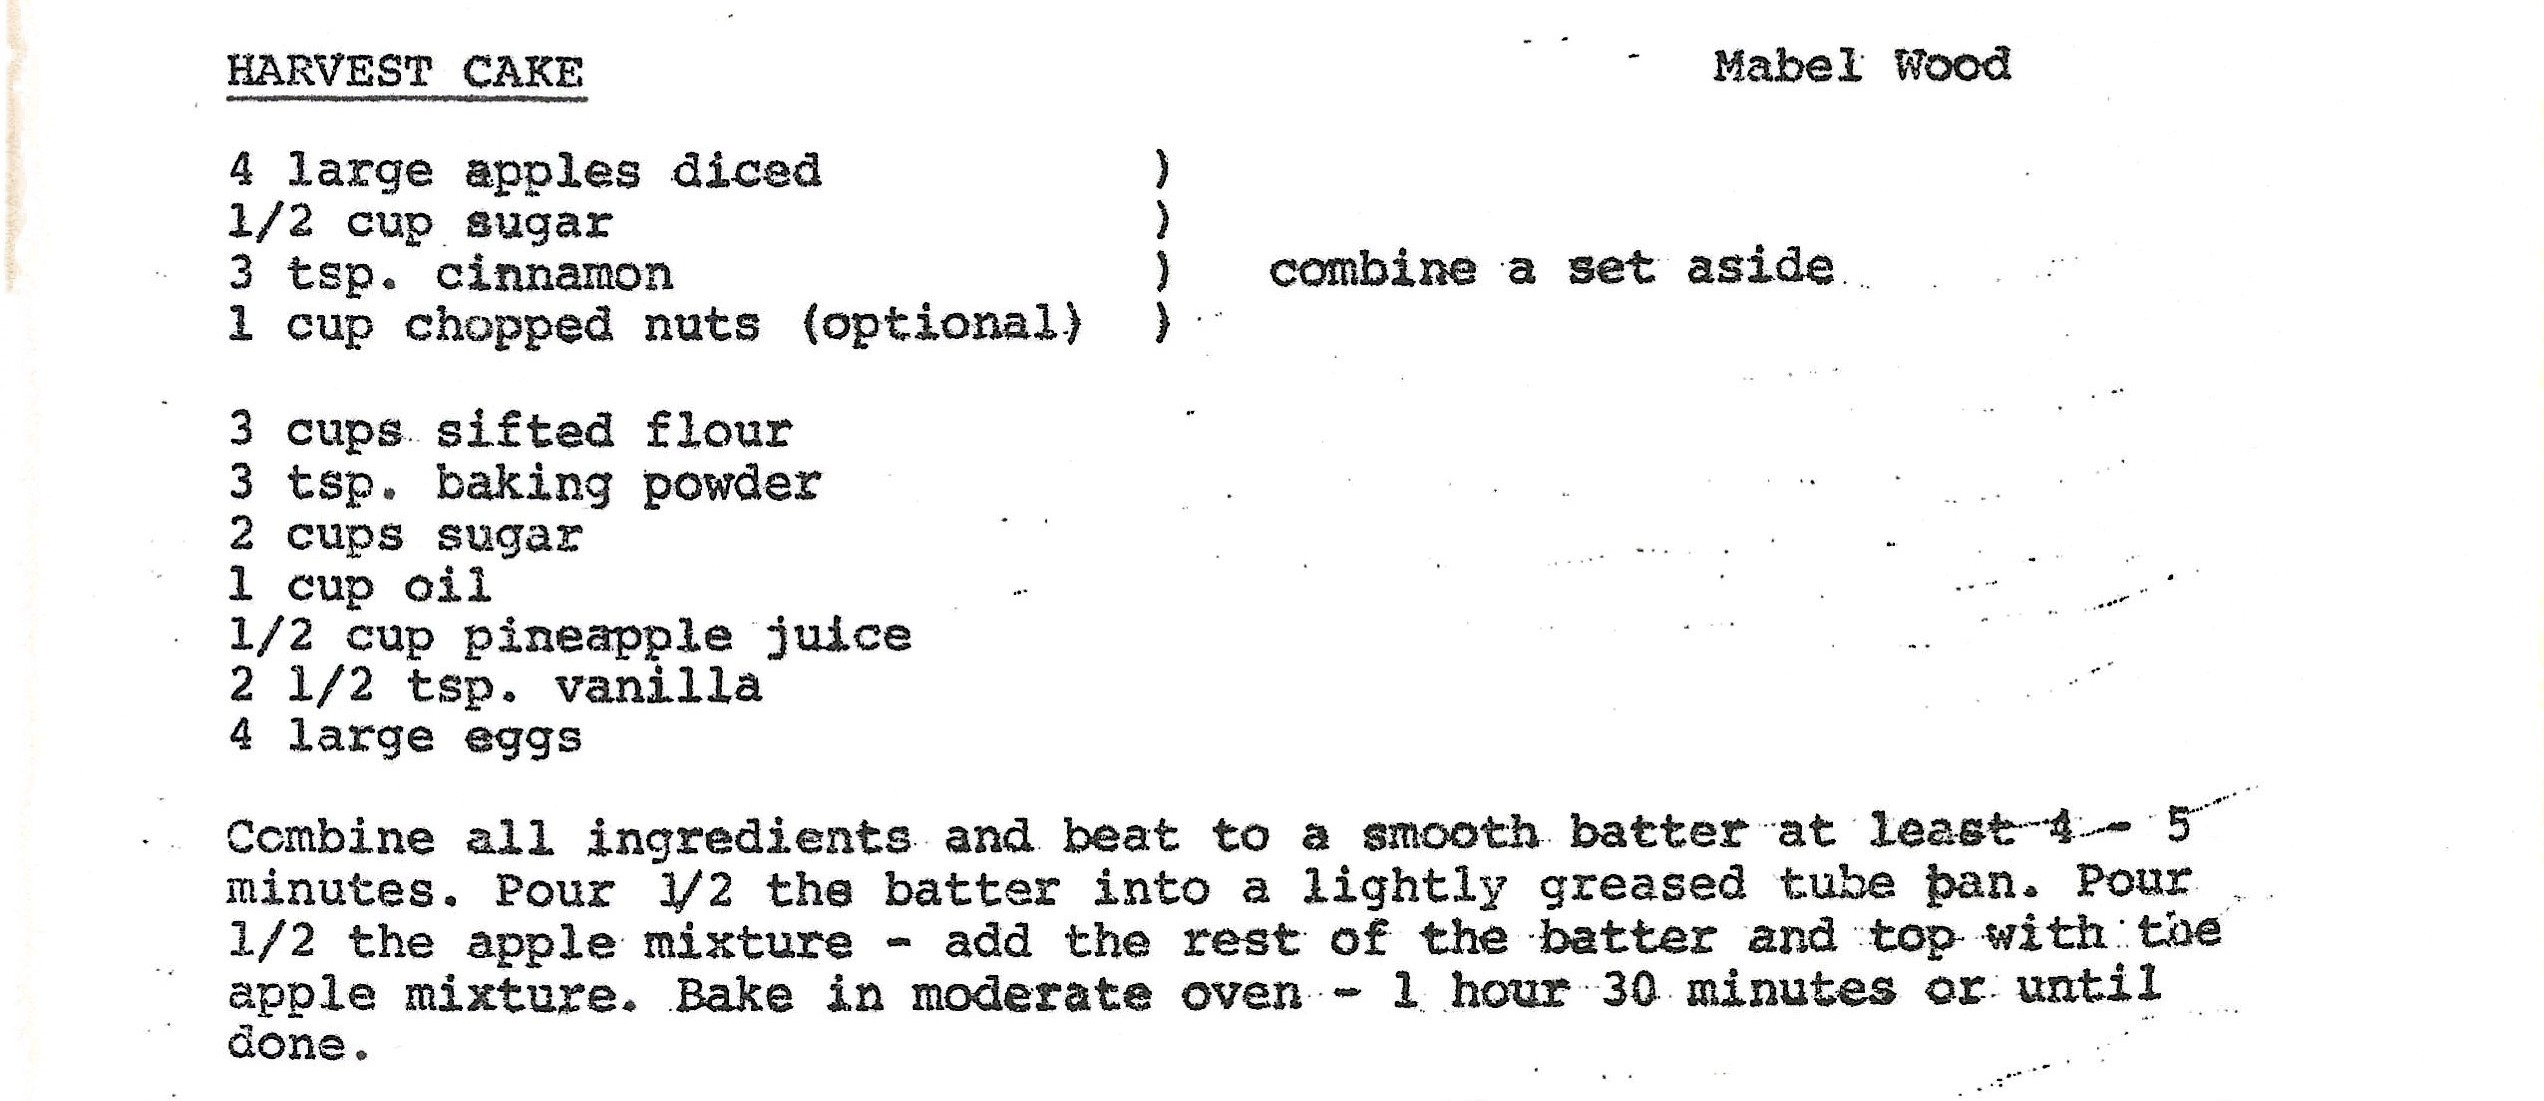 HARVEST CAKE Mabel Wood
4 large apples diced )
1/2 cup sugar )
3 tsp. cinnamon ) combine a set aside
1 cup chopped nuts (optional) )
3 cups sifted flour
3 tsp. baking powder
2 cups sugar
1 cup oil
1/2 cup pineapple juice
2 1/2 tsp. vanilla
4 large eggs
Combine all ingredients and beat to a smooth batter at least 4 - 5
minutes. Pour 1/2 the batter into a lightly greased tube pan. Pour
1/2 the apple mixture - add the rest of the batter and top with the
apple mixture. Bake in moderate oven - 1 hour 30 minutes or until
done.